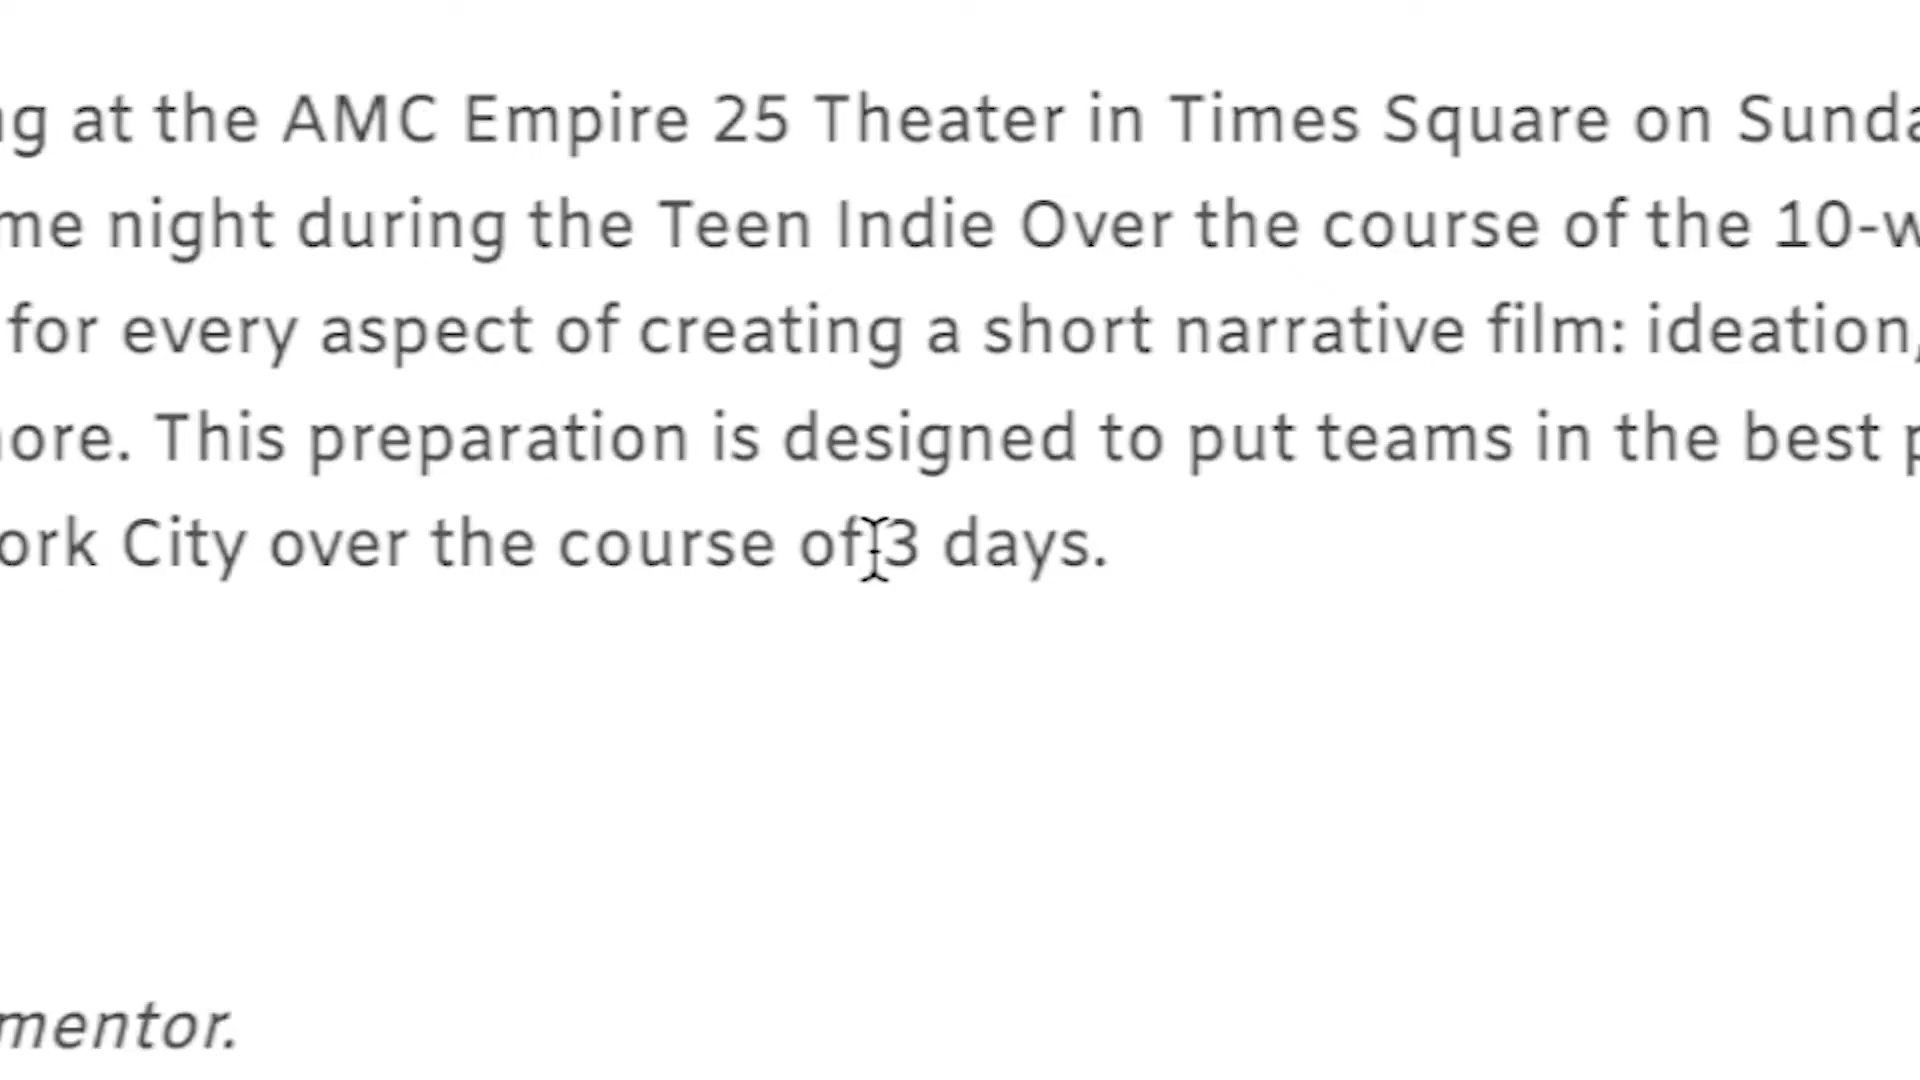 ng at the AMC Empire 25 Theater in Times Square on Sunda
me night during the Teen Indie Over the course of the 10-w
for every aspect of creating a short narrative film: ideation,
ore. This preparation is designed to put teams in the best p
ork City over the course of 3 days.
mentor.